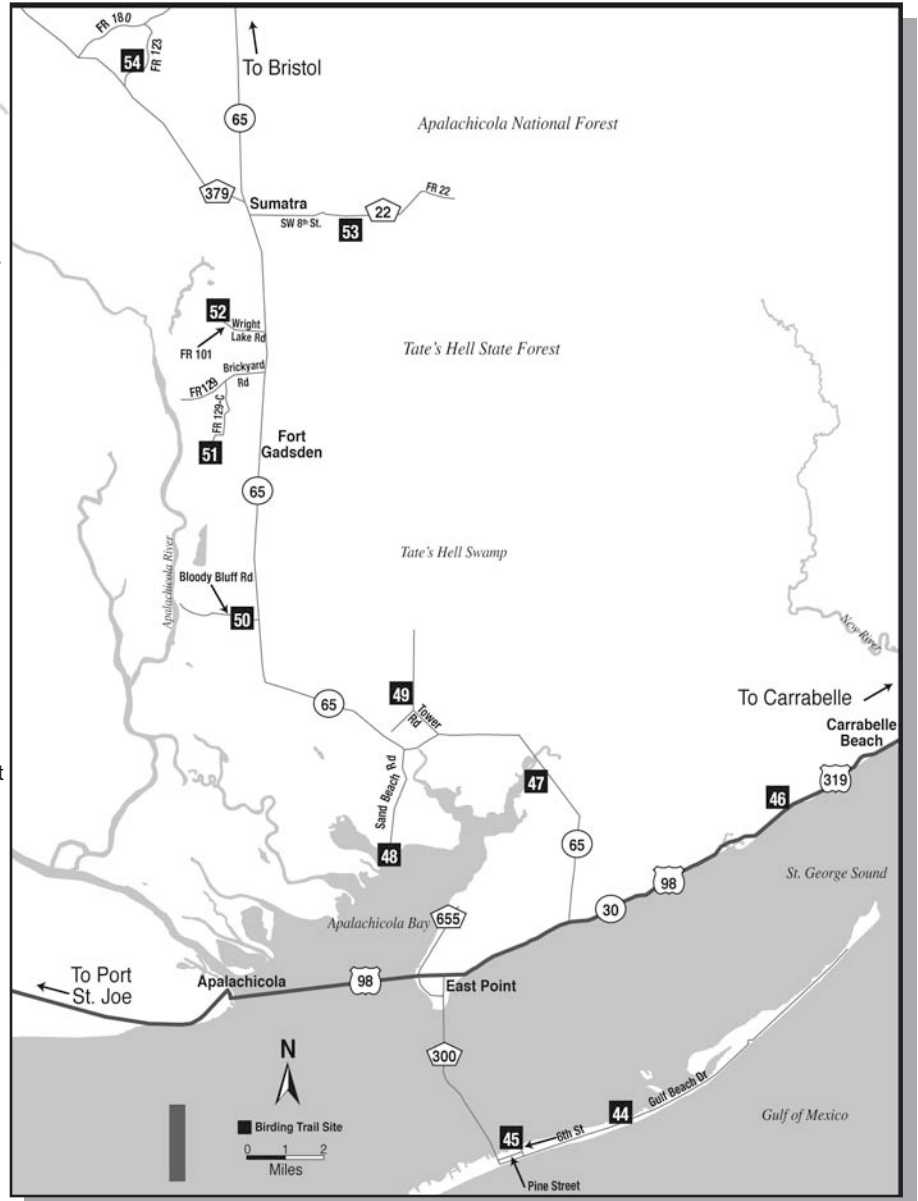 FR 180
FR 123
54
To Bristol
65
Apalachicola National Forest
379
Sumatra
FR 22
22
SW 8th St.
53
52
Wright
Lake Rd
FR 101
Tate's Hell State Forest
Brickyard
Rd
FR129
FR 129-C
51
Fort
Gadsden
65
Tate's Hell Swamp
Apalachicola River
Bloody Bluff Rd
50
New River
49
Tower
Rd
65
To Carrabelle
Carrabelle
Beach
Sand Beach Rd
47
319
46
48
65
St. George Sound
98
30
655
Apalachicola Bay
To Port
St. Joe
Apalachicola
98
East Point
N
300
Birding Trail Site
0 1 2
Miles
Gulf Beach Dr
44
Gulf of Mexico
45
6th St
Pine Street
t